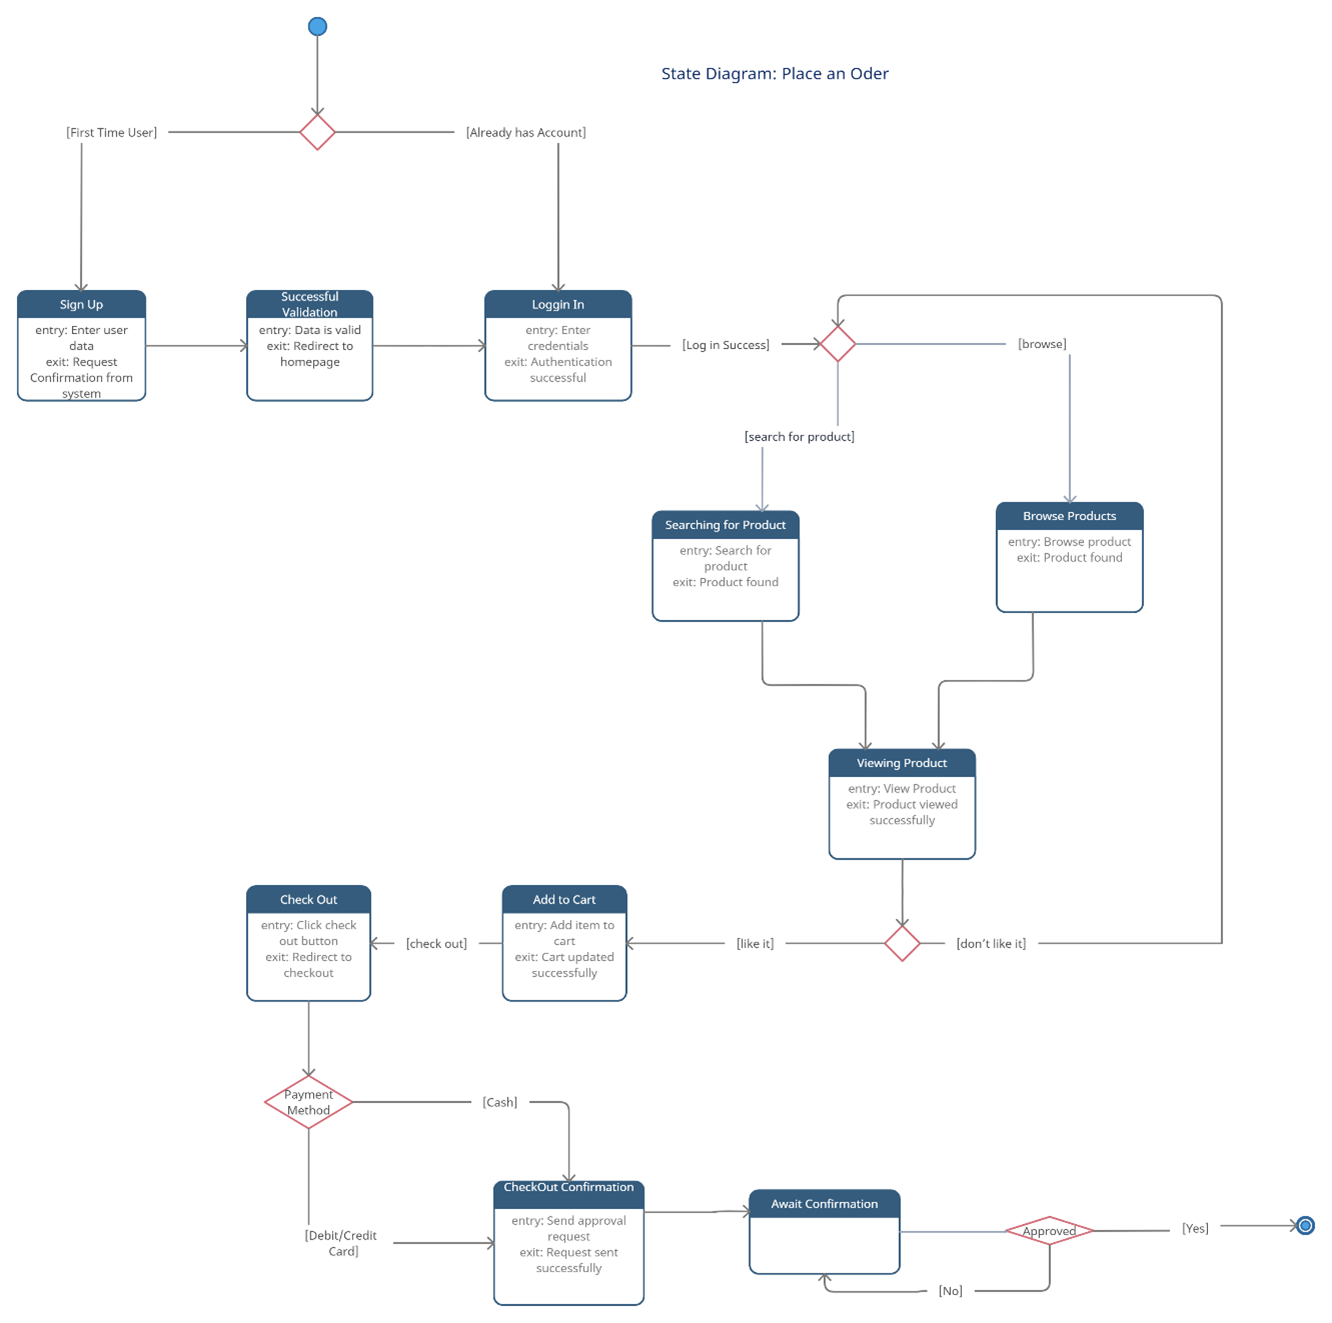 State Diagram: Place an Oder
[First Time User]
[Already has Account]
Sign Up
entry: Enter user
data
exit: Request
Confirmation from
system
Successful
Validation
entry: Data is valid
exit: Redirect to
homepage
Loggin In
entry: Enter
credentials
exit: Authentication
successful
[Log in Success]
[browse]
[search for product]
Searching for Product
entry: Search for
product
exit: Product found
Browse Products
entry: Browse product
exit: Product found
Viewing Product
entry: View Product
exit: Product viewed
successfully
Check Out
entry: Click check
out button
exit: Redirect to
checkout
[check out]
Add to Cart
entry: Add item to
cart
exit: Cart updated
successfully
[like it]
[don’t like it]
Payment
Method
[Cash]
[Debit/Credit
Card]
CheckOut Confirmation
entry: Send approval
request
exit: Request sent
successfully
Await Confirmation
Approved
[Yes]
[No]